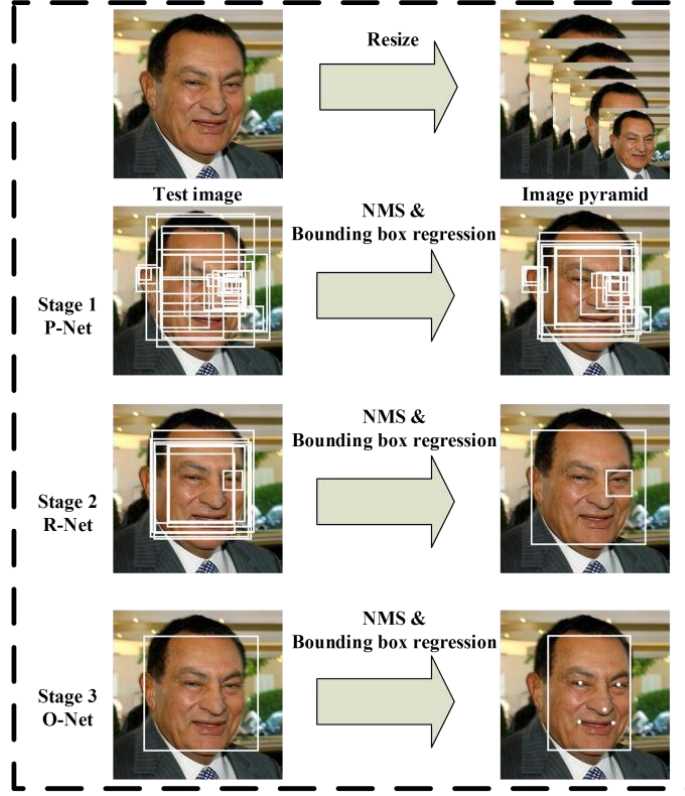 Resize
Test image
Image pyramid
NMS &
Bounding box regression
Stage 1
P-Net
NMS &
Bounding box regression
Stage 2
R-Net
NMS &
Bounding box regression
Stage 3
O-Net